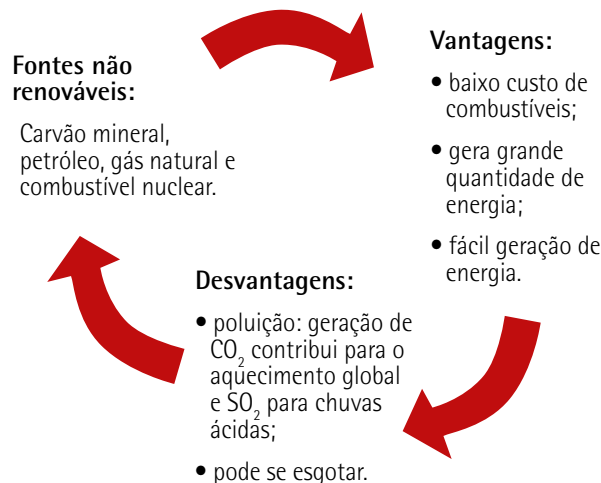 Fontes não
renováveis:
Carvão mineral,
petróleo, gás natural e
combustível nuclear.
Vantagens:
• baixo custo de
combustíveis;
• gera grande
quantidade de
energia;
• fácil geração de
energia.
Desvantagens:
• poluição: geração de
CO₂ contribui para o
aquecimento global
e SO₂ para chuvas
ácidas;
• pode se esgotar.